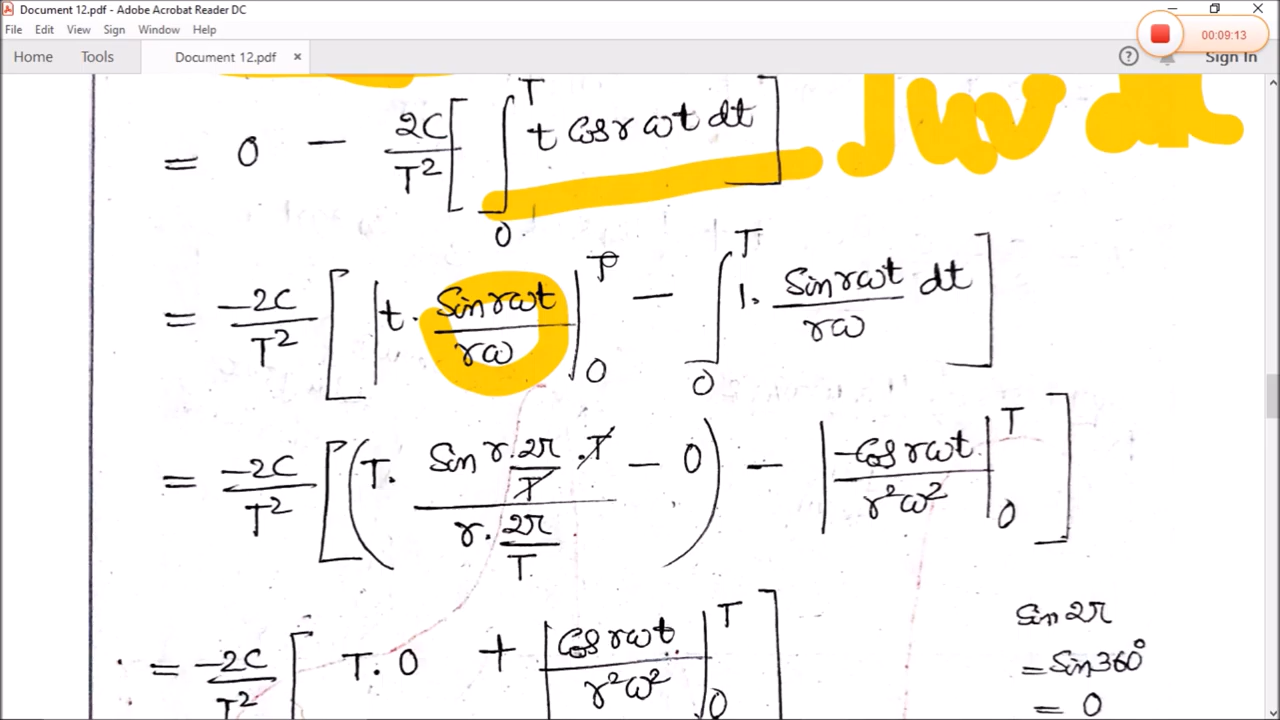 Document 12.pdf - Adobe Acrobat Reader DC
File Edit View Sign Window Help
00:09:13
Home Tools Document 12.pdf × ? Sign In
= 0 - 2C/T² [ ∫₀ᵀ t Cos rωt dt ] ∫uv dt
= -2C/T² [ | t · Sin rωt / rω |₀ᵀ - ∫₀ᵀ 1. Sin rωt / rω dt ]
= -2C/T² [ ( T. Sin r. 2π/T .T / r. 2π/T - 0 ) - | -Cos rωt / r²ω² |₀ᵀ ]
= -2C/T² [ T. 0 + | Cos rωt / r²ω² |₀ᵀ ]
Sin 2π
= Sin 360°
= 0